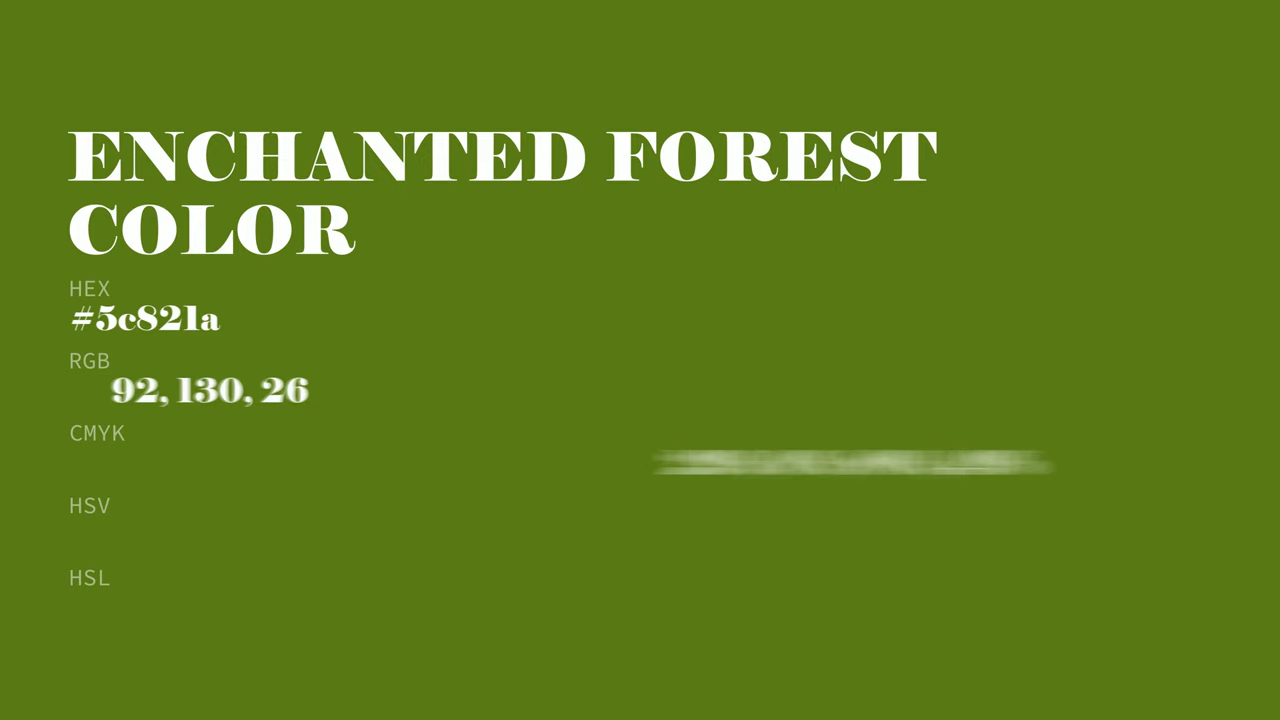 ENCHANTED FOREST
COLOR
HEX
#5c821a
RGB
92, 130, 26
CMYK
HSV
HSL